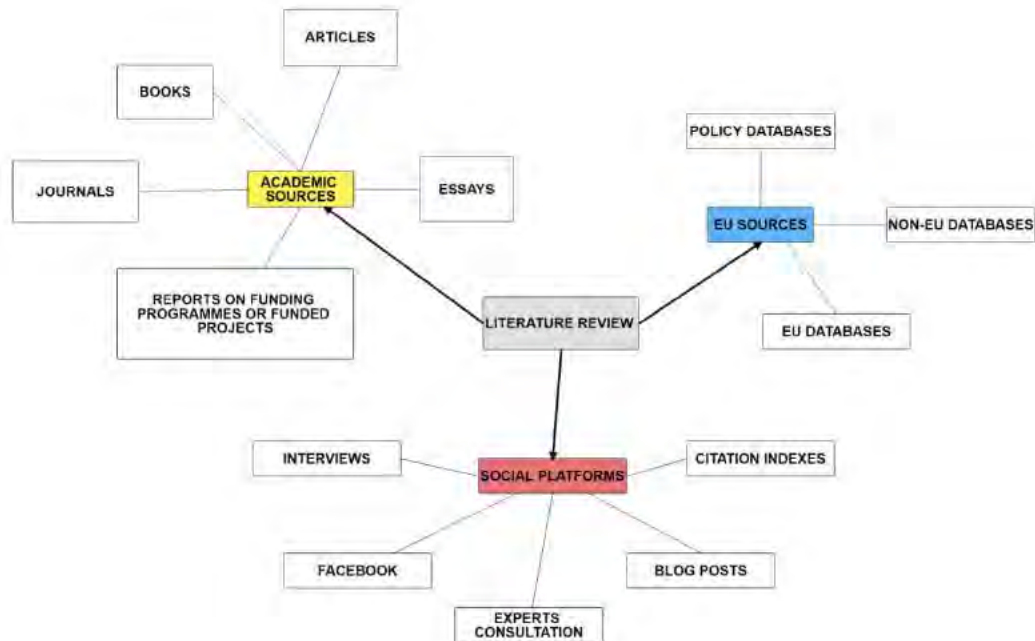 ARTICLES
BOOKS
JOURNALS
ACADEMIC
SOURCES
ESSAYS
REPORTS ON FUNDING
PROGRAMMES OR FUNDED
PROJECTS
POLICY DATABASES
EU SOURCES
NON-EU DATABASES
EU DATABASES
LITERATURE REVIEW
INTERVIEWS
SOCIAL PLATFORMS
CITATION INDEXES
FACEBOOK
BLOG POSTS
EXPERTS
CONSULTATION